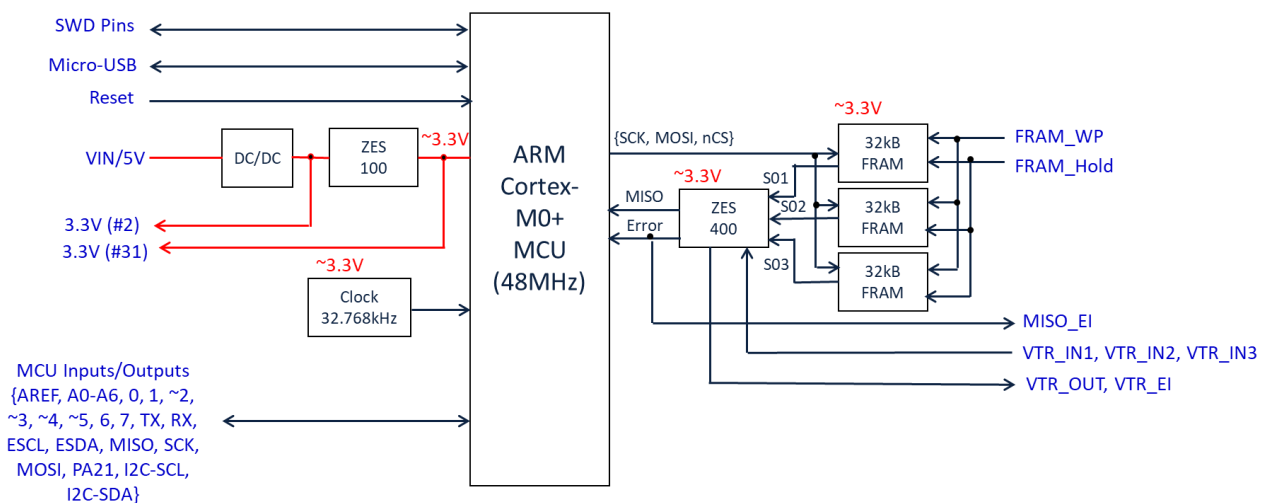 SWD Pins
Micro-USB
Reset
VIN/5V
DC/DC
ZES
100
~3.3V
3.3V (#2)
3.3V (#31)
~3.3V
Clock
32.768kHz
MCU Inputs/Outputs
{AREF, A0-A6, 0, 1, ~2,
~3, ~4, ~5, 6, 7, TX, RX,
ESCL, ESDA, MISO, SCK,
MOSI, PA21, I2C-SCL,
I2C-SDA}
ARM
Cortex-
M0+
MCU
(48MHz)
{SCK, MOSI, nCS}
MISO
Error
~3.3V
ZES
400
S01
S02
S03
~3.3V
32kB
FRAM
32kB
FRAM
32kB
FRAM
FRAM_WP
FRAM_Hold
MISO_EI
VTR_IN1, VTR_IN2, VTR_IN3
VTR_OUT, VTR_EI